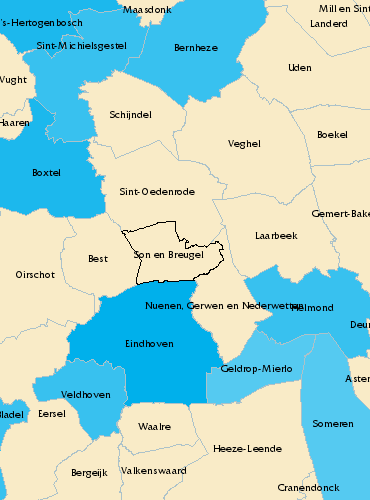 Maasdonk
Mill en Sint
's-Hertogenbosch
Landerd
Sint-Michielsgestel
Bernheze
Uden
Vught
Schijndel
Haaren
Boekel
Veghel
Boxtel
Sint-Oedenrode
Gemert-Bake
Laarbeek
Son en Breugel
Best
Oirschot
Nuenen, Gerwen en Nederwetten
Helmond
Deur
Eindhoven
Geldrop-Mierlo
Asten
Veldhoven
Bladel
Eersel
Someren
Waalre
Heeze-Leende
Bergeijk
Valkenswaard
Cranendonck